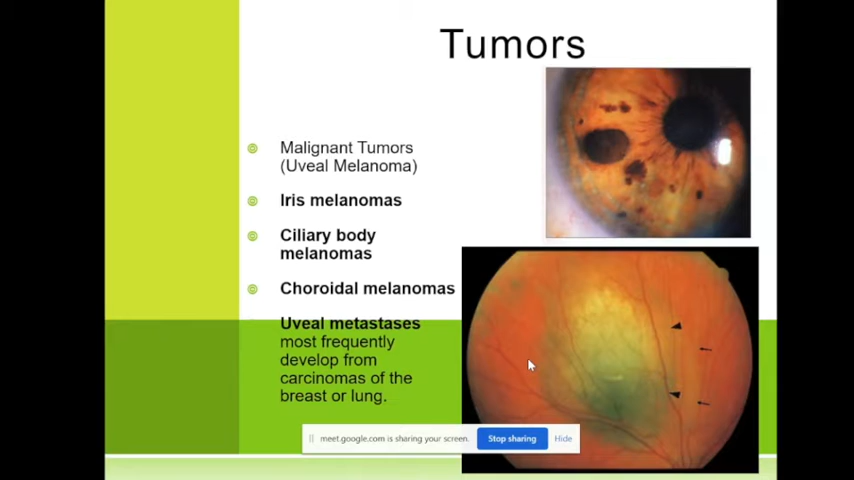 Tumors
Malignant Tumors
(Uveal Melanoma)
Iris melanomas
Ciliary body
melanomas
Choroidal melanomas
Uveal metastases
most frequently
develop from
carcinomas of the
breast or lung.
meet.google.com is sharing your screen.
Stop sharing
Hide